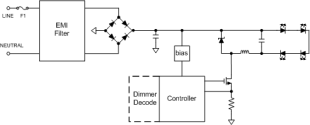 LINE F1
EMI
Filter
NEUTRAL
bias
Dimmer
Decode
Controller